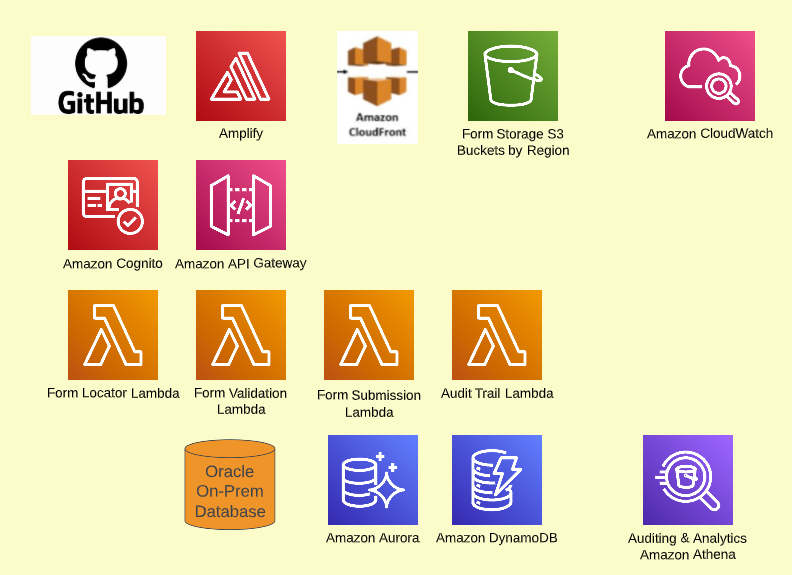 GitHub
Amplify
Amazon
CloudFront
Form Storage S3
Buckets by Region
Amazon CloudWatch
</>
Amazon Cognito
Amazon API Gateway
Form Locator Lambda
Form Validation
Lambda
Form Submission
Lambda
Audit Trail Lambda
Oracle
On-Prem
Database
Amazon Aurora
Amazon DynamoDB
Auditing & Analytics
Amazon Athena